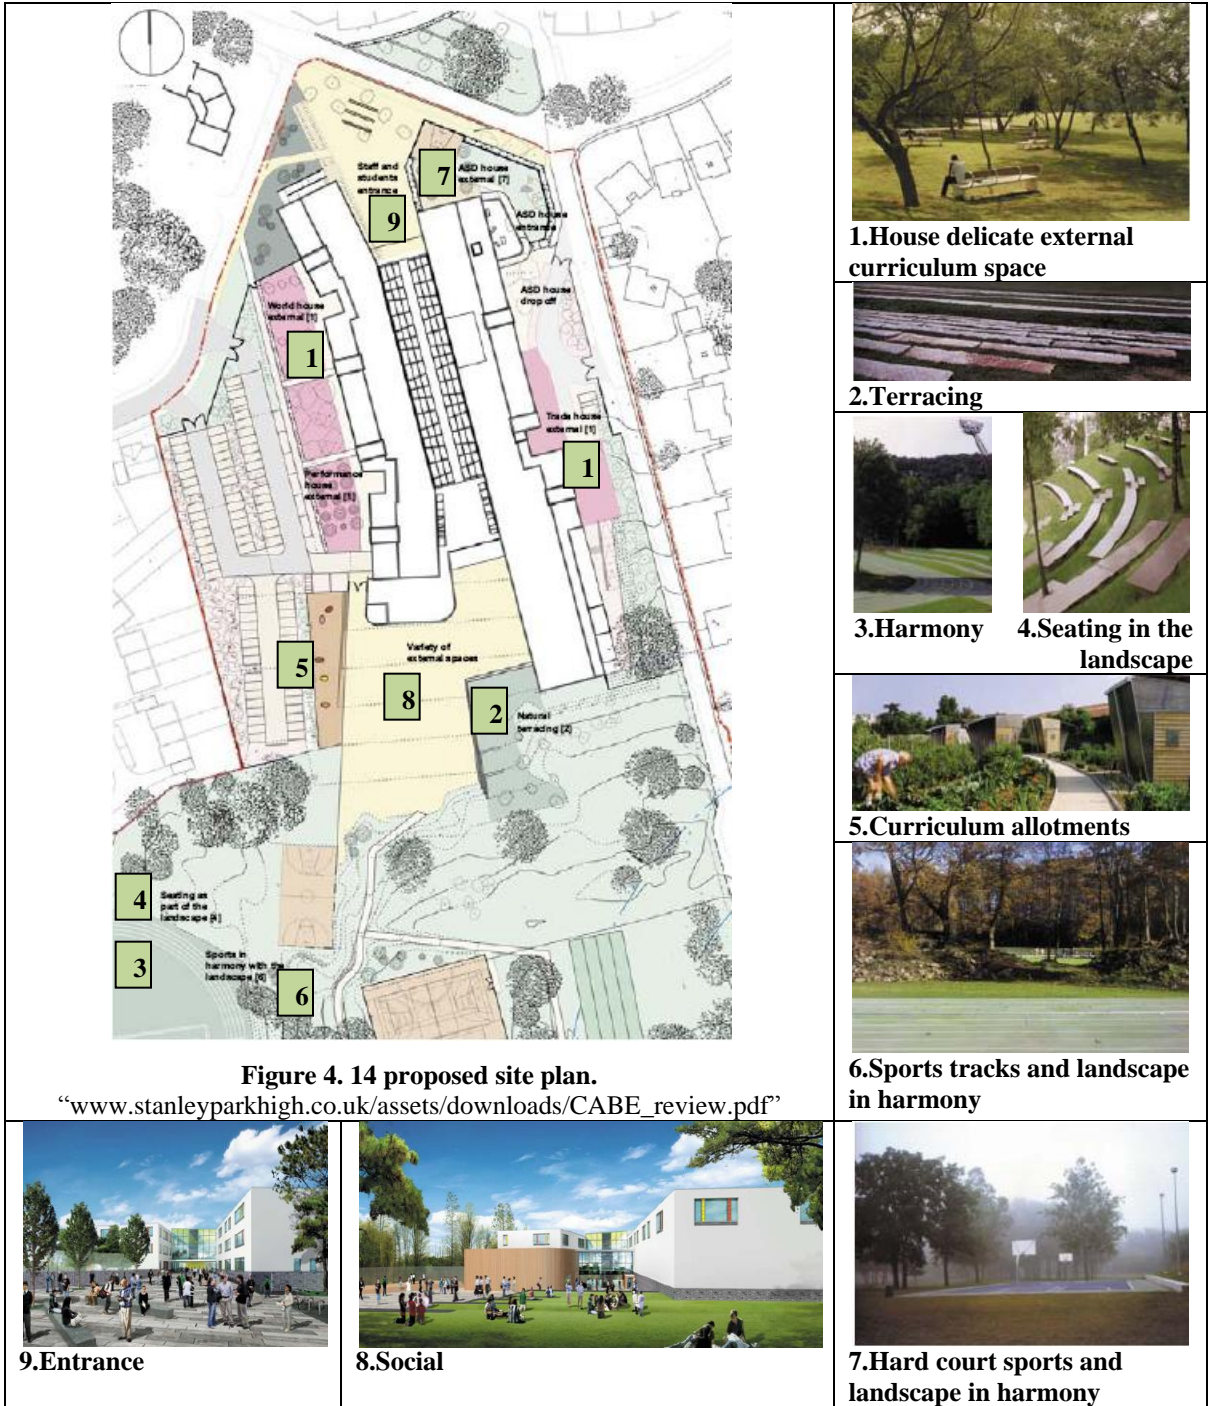 Staff and
students
entrance
9
7
ASD house
external [7]
ASD house
entrance
ASD house
drop off
World house
external [1]
1
Trade house
external [1]
1
Performance
house
external [1]
5
Variety of
external spaces
8
2
Natural
terracing [2]
4
Seating as
part of the
landscape [4]
3
Sports in
harmony with the
landscape [6]
6
Figure 4. 14 proposed site plan.
“www.stanleyparkhigh.co.uk/assets/downloads/CABE_review.pdf”
1.House delicate external
curriculum space
2.Terracing
3.Harmony
4.Seating in the
landscape
5.Curriculum allotments
6.Sports tracks and landscape
in harmony
9.Entrance
8.Social
7.Hard court sports and
landscape in harmony